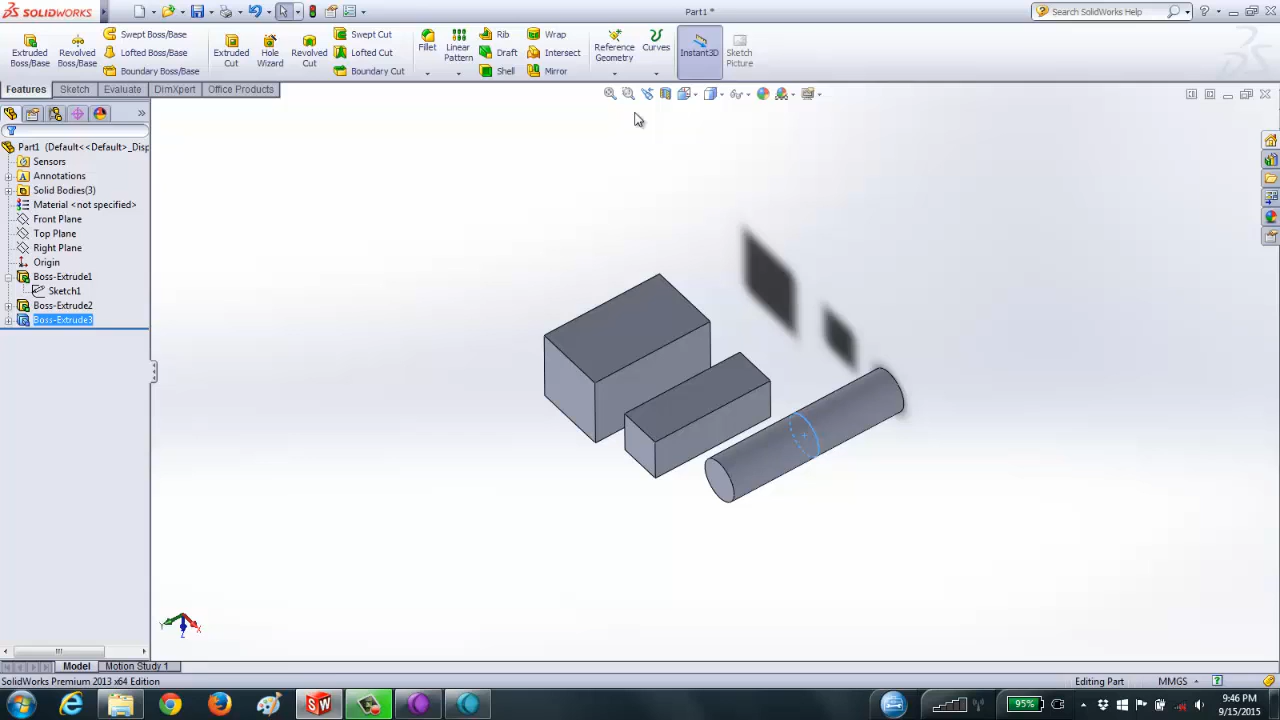 SOLIDWORKS
Part1 *
Search SolidWorks Help
Extruded Boss/Base
Revolved Boss/Base
Swept Boss/Base
Lofted Boss/Base
Boundary Boss/Base
Extruded Cut
Hole Wizard
Revolved Cut
Swept Cut
Lofted Cut
Boundary Cut
Fillet
Linear Pattern
Rib
Draft
Shell
Wrap
Intersect
Mirror
Reference Geometry
Curves
Instant3D
Sketch Picture
Features
Sketch
Evaluate
DimXpert
Office Products
Part1 (Default<<Default>_Disp
Sensors
Annotations
Solid Bodies(3)
Material <not specified>
Front Plane
Top Plane
Right Plane
Origin
Boss-Extrude1
Sketch1
Boss-Extrude2
Boss-Extrude3
Y
Z
X
Model
Motion Study 1
SolidWorks Premium 2013 x64 Edition
Editing Part
MMGS
95%
9:46 PM
9/15/2015